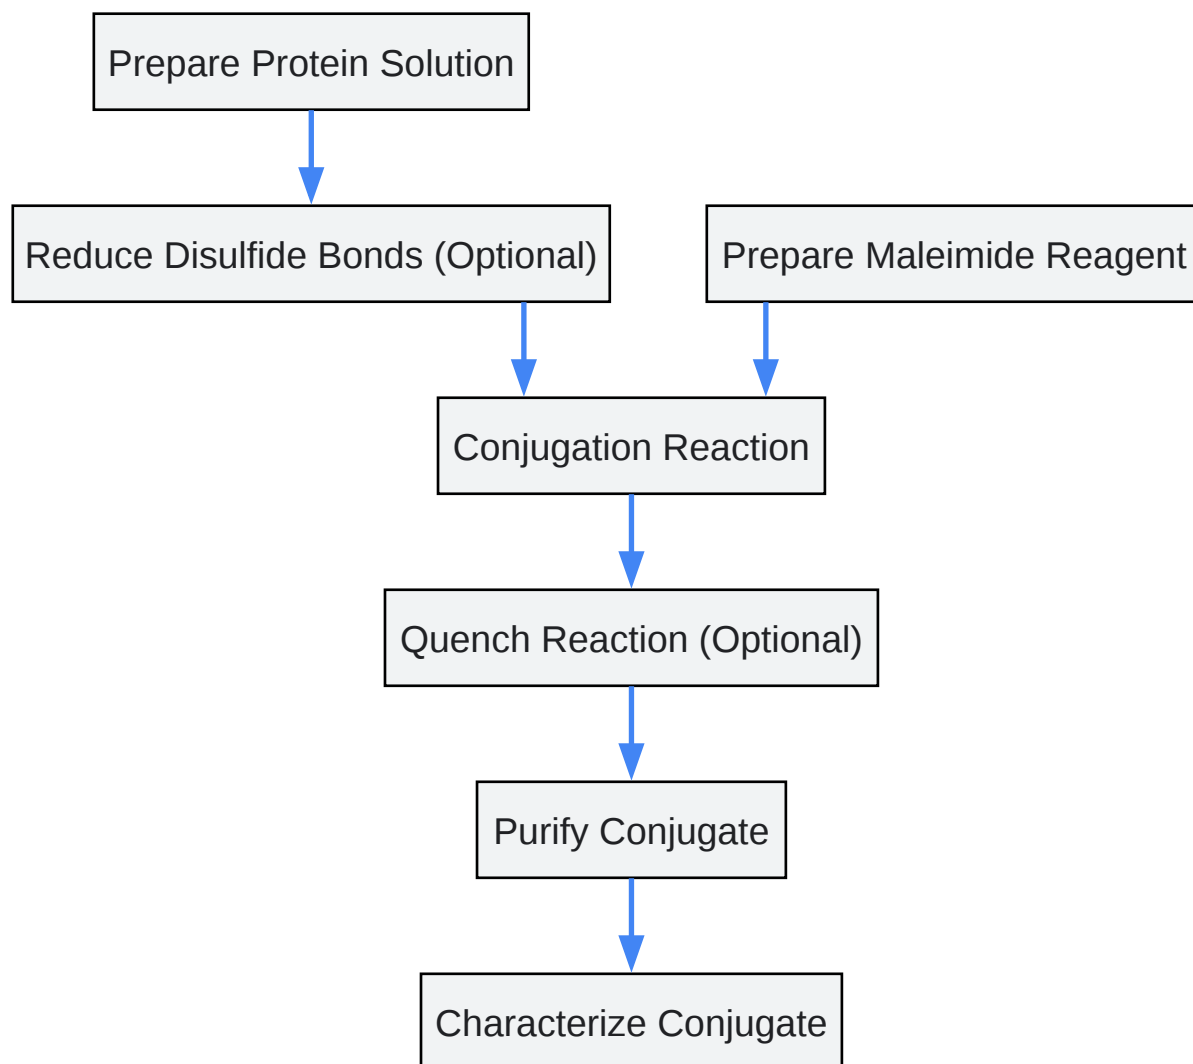 Prepare Protein Solution
Reduce Disulfide Bonds (Optional)
Prepare Maleimide Reagent
Conjugation Reaction
Quench Reaction (Optional)
Purify Conjugate
Characterize Conjugate